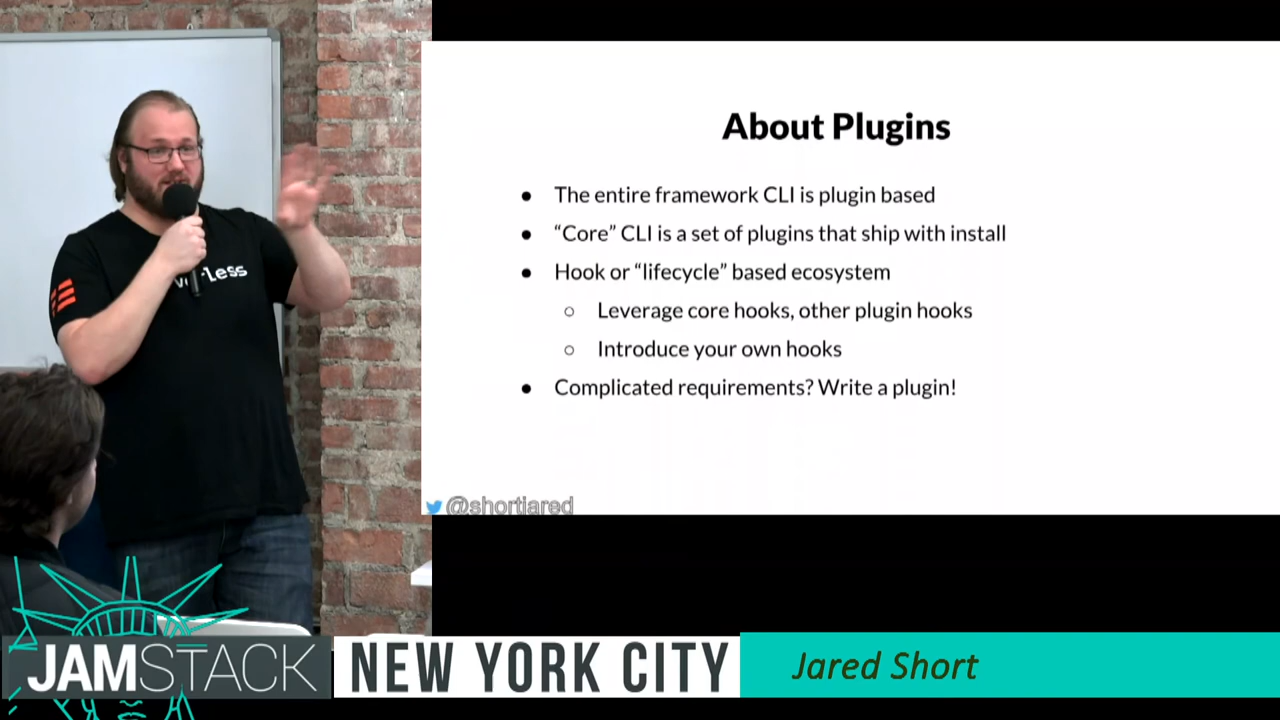 About Plugins
● The entire framework CLI is plugin based
● “Core” CLI is a set of plugins that ship with install
● Hook or “lifecycle” based ecosystem
○ Leverage core hooks, other plugin hooks
○ Introduce your own hooks
● Complicated requirements? Write a plugin!
@shortjared
JAMSTACK NEW YORK CITY Jared Short